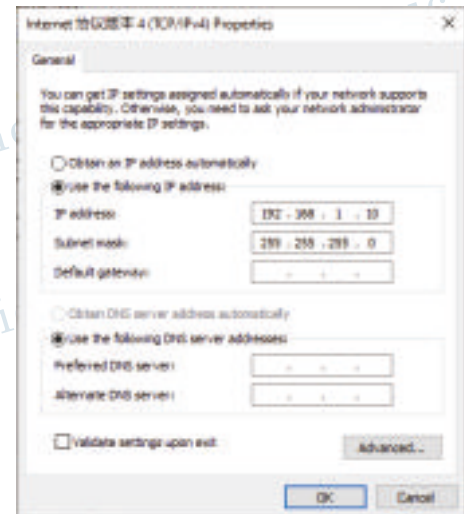 Internet 协议版本 4 (TCP/IPv4) Properties
General
You can get IP settings assigned automatically if your network supports
this capability. Otherwise, you need to ask your network administrator
for the appropriate IP settings.
Obtain an IP address automatically
Use the following IP address:
IP address: 192 . 168 . 1 . 10
Subnet mask: 255 . 255 . 255 . 0
Default gateway: . . .
Obtain DNS server address automatically
Use the following DNS server addresses:
Preferred DNS server: . . .
Alternate DNS server: . . .
Validate settings upon exit
Advanced...
OK Cancel